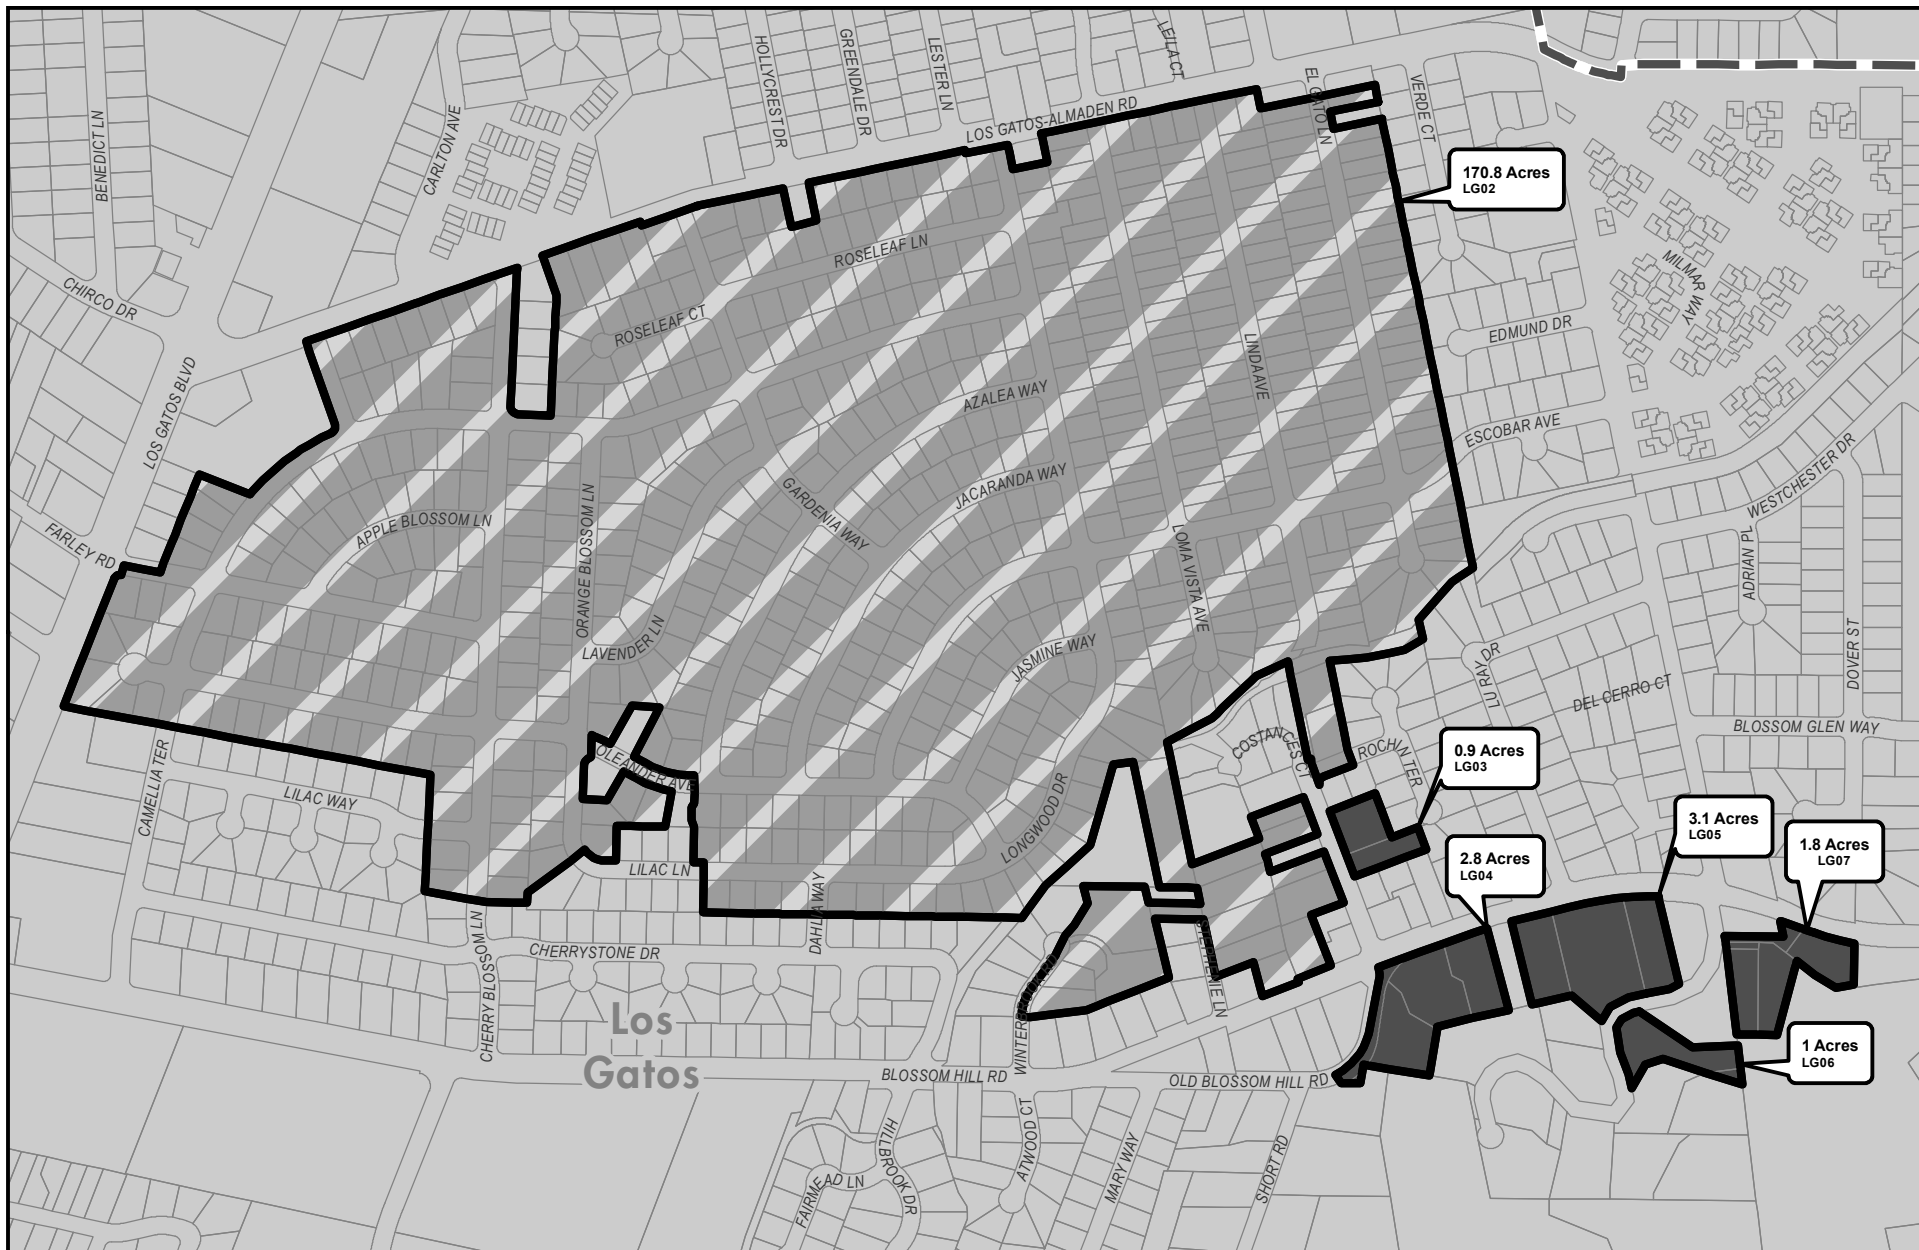 BENEDICT LN
CARLTON AVE
HOLLYCREST DR
GREENDALE DR
LESTER LN
LEILA CT
EL GATO LN
VERDE CT
LOS GATOS-ALMADEN RD
170.8 Acres
LG02
CHIRCO DR
ROSELEAF LN
ROSELEAF CT
MILMAR WAY
EDMUND DR
LOS GATOS BLVD
LINDA AVE
AZALEA WAY
ESCOBAR AVE
WESTCHESTER DR
JACARANDA WAY
GARDENIA WAY
APPLE BLOSSOM LN
ORANGE BLOSSOM LN
FARLEY RD
LOMA VISTA AVE
ADRIAN PL
LAVENDER LN
JASMINE WAY
LU RAY DR
DOVER ST
DEL CERRO CT
BLOSSOM GLEN WAY
COSTANCES CT
ROCHIN TER
0.9 Acres
LG03
CAMELLIA TER
OLEANDER AVE
LILAC WAY
LONGWOOD DR
3.1 Acres
LG05
1.8 Acres
LG07
2.8 Acres
LG04
LILAC LN
DAHLIA WAY
CHERRYSTONE DR
CHERRY BLOSSOM LN
STEPHENIE LN
WINTERBROOK RD
Los
Gatos
1 Acres
LG06
BLOSSOM HILL RD
OLD BLOSSOM HILL RD
HILLBROOK DR
ATWOOD CT
MARY WAY
SHORT RD
FAIRMEAD LN